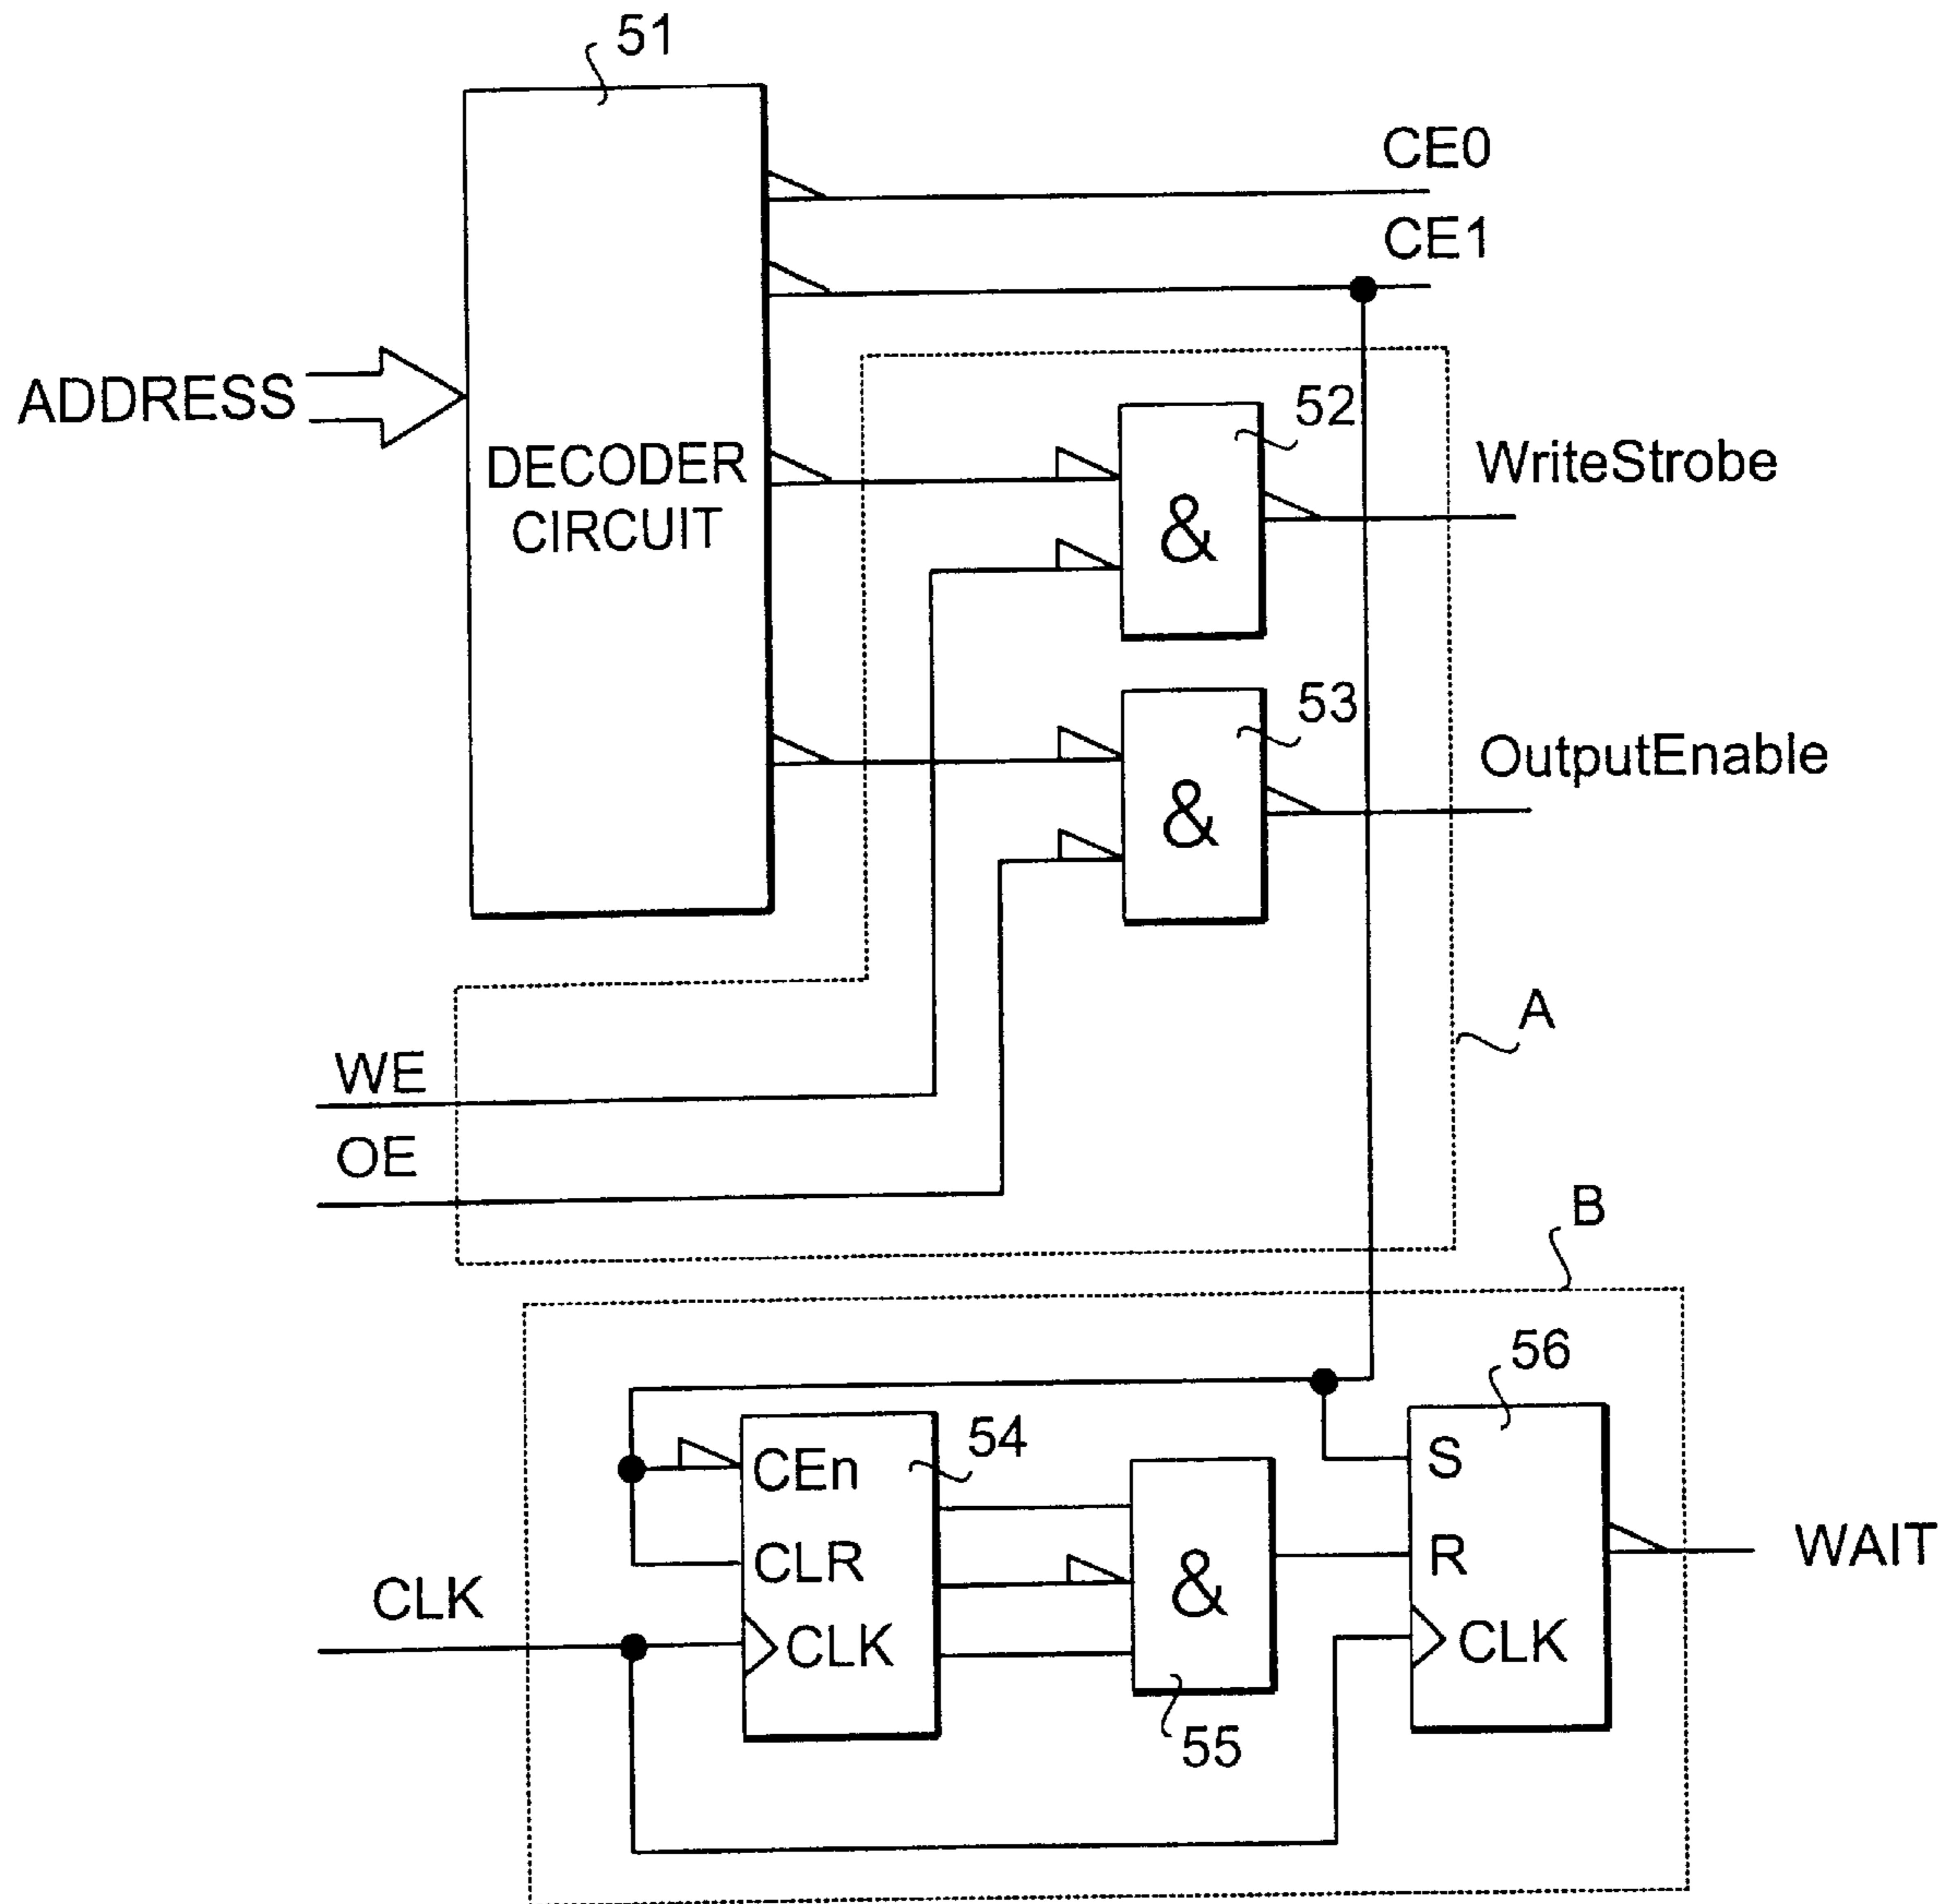 51
CE0
CE1
ADDRESS
DECODER
CIRCUIT
52
&
WriteStrobe
53
&
OutputEnable
A
WE
OE
B
56
54
CEn
S
CLR
&
R
WAIT
CLK
CLK
CLK
55